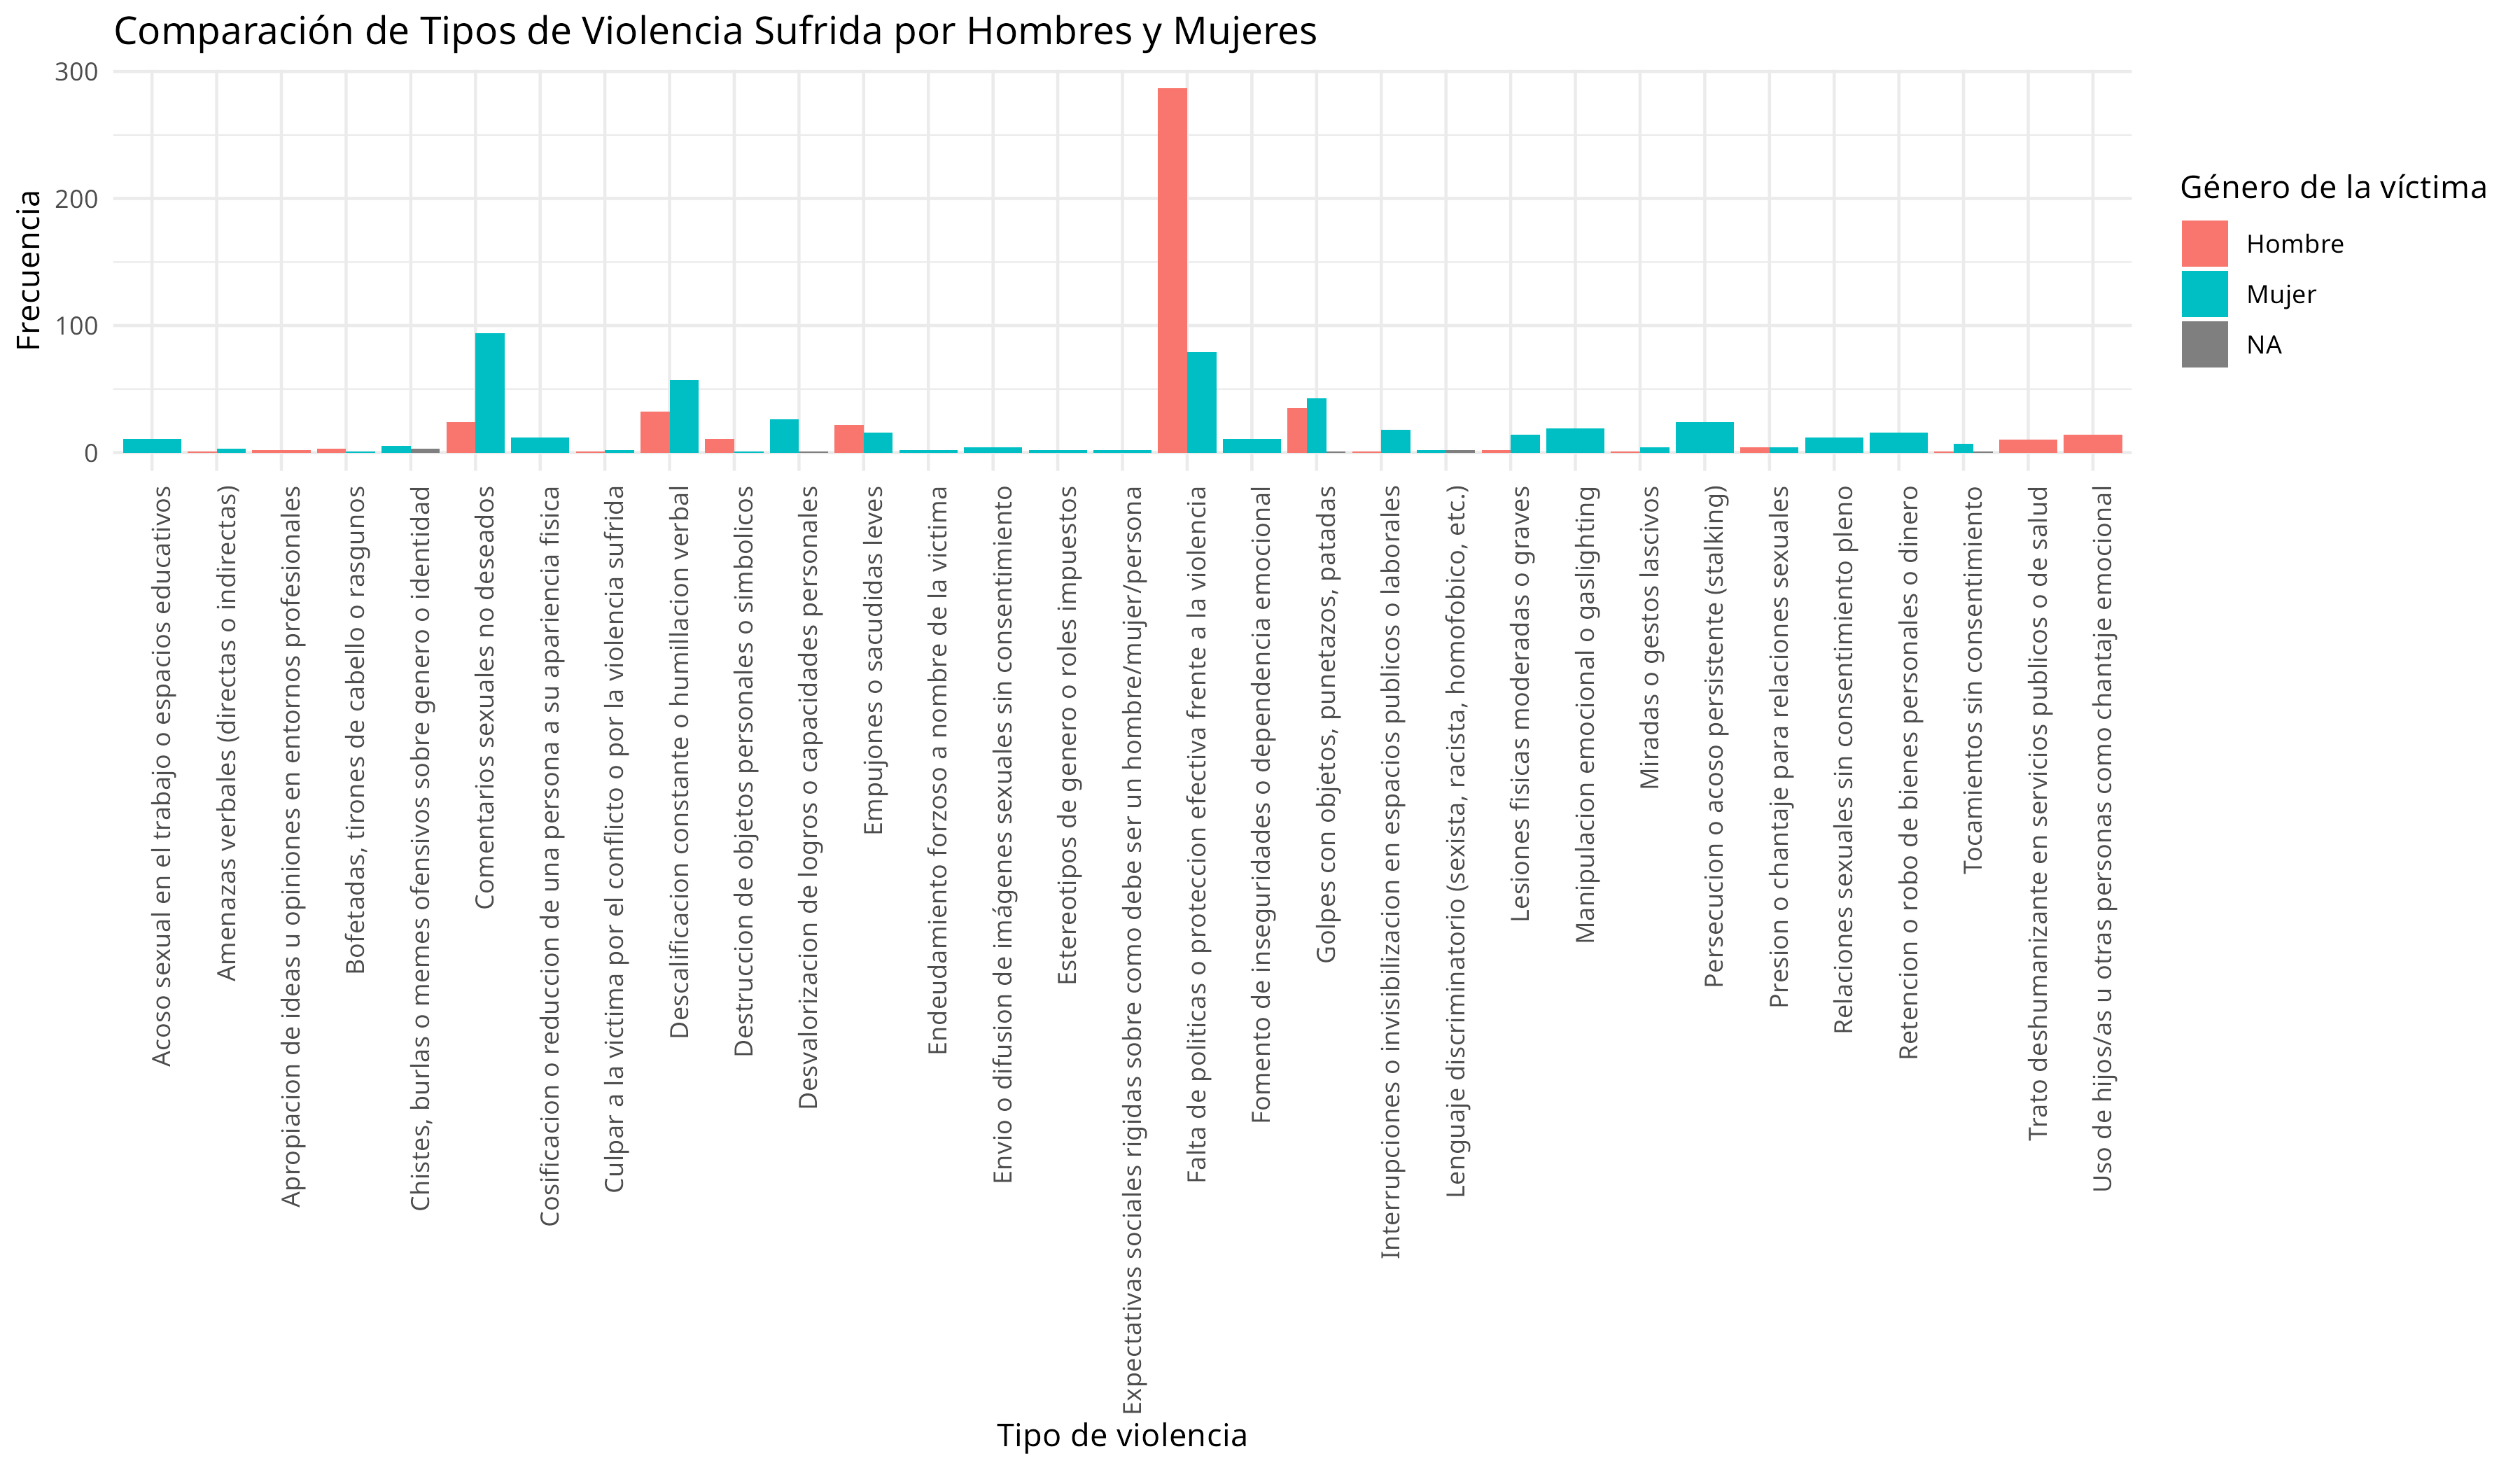 Comparación de Tipos de Violencia Sufrida por Hombres y Mujeres
300
200
100
0
Frecuencia
Género de la víctima
Hombre
Mujer
NA
Acoso sexual en el trabajo o espacios educativos
Amenazas verbales (directas o indirectas)
Apropiacion de ideas u opiniones en entornos profesionales
Bofetadas, tirones de cabello o rasgunos
Chistes, burlas o memes ofensivos sobre genero o identidad
Comentarios sexuales no deseados
Cosificacion o reduccion de una persona a su apariencia fisica
Culpar a la victima por el conflicto o por la violencia sufrida
Descalificacion constante o humillacion verbal
Destruccion de objetos personales o simbolicos
Desvalorizacion de logros o capacidades personales
Empujones o sacudidas leves
Endeudamiento forzoso a nombre de la victima
Envio o difusion de imágenes sexuales sin consentimiento
Estereotipos de genero o roles impuestos
Expectativas sociales rigidas sobre como debe ser un hombre/mujer/persona
Falta de politicas o proteccion efectiva frente a la violencia
Fomento de inseguridades o dependencia emocional
Golpes con objetos, punetazos, patadas
Interrupciones o invisibilizacion en espacios publicos o laborales
Lenguaje discriminatorio (sexista, racista, homofobico, etc.)
Lesiones fisicas moderadas o graves
Manipulacion emocional o gaslighting
Miradas o gestos lascivos
Persecucion o acoso persistente (stalking)
Presion o chantaje para relaciones sexuales
Relaciones sexuales sin consentimiento pleno
Retencion o robo de bienes personales o dinero
Tocamientos sin consentimiento
Trato deshumanizante en servicios publicos o de salud
Uso de hijos/as u otras personas como chantaje emocional
Tipo de violencia